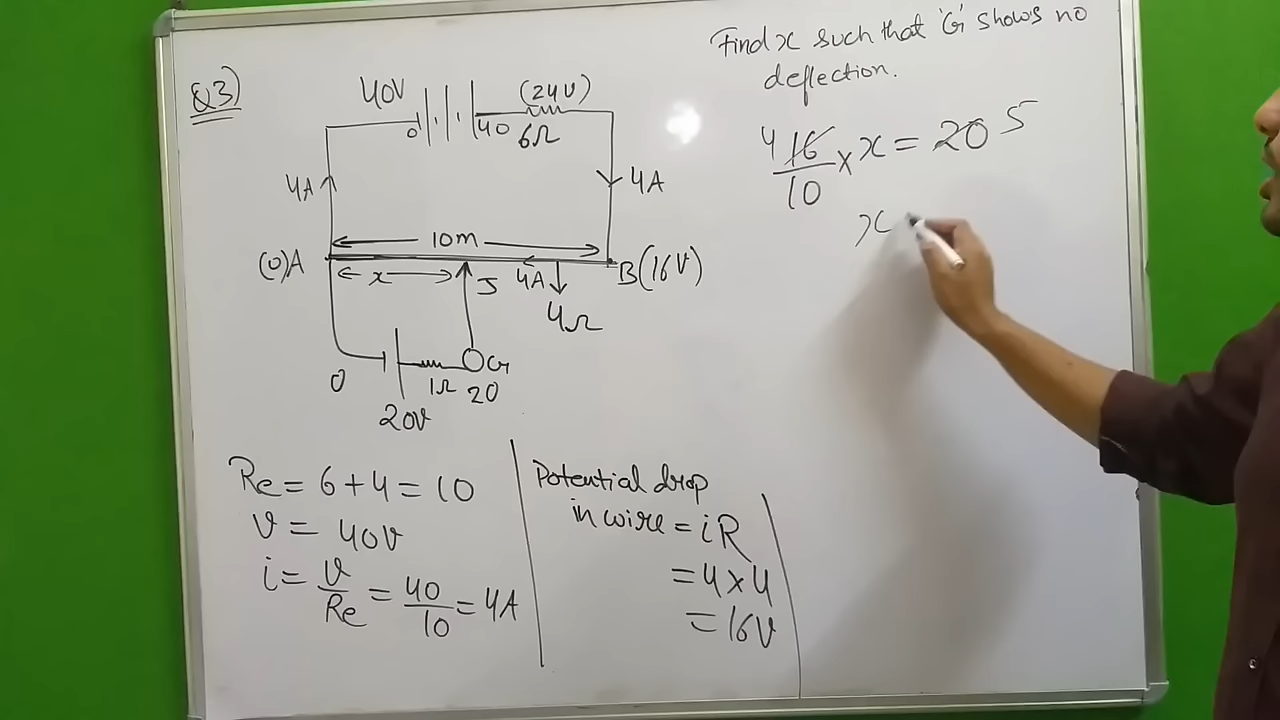 Q3)
Find x such that 'G' shows no
deflection.
40V
(24V)
0
40
6Ω
4A
4A
10m
(0)A
x
J
4A
B(16V)
4Ω
0
1Ω
20
G
20V
4 16/10 × x = 20 5
x
Re = 6 + 4 = 10
V = 40V
i = V/Re = 40/10 = 4A
Potential drop
in wire = iR
= 4 × 4
= 16V